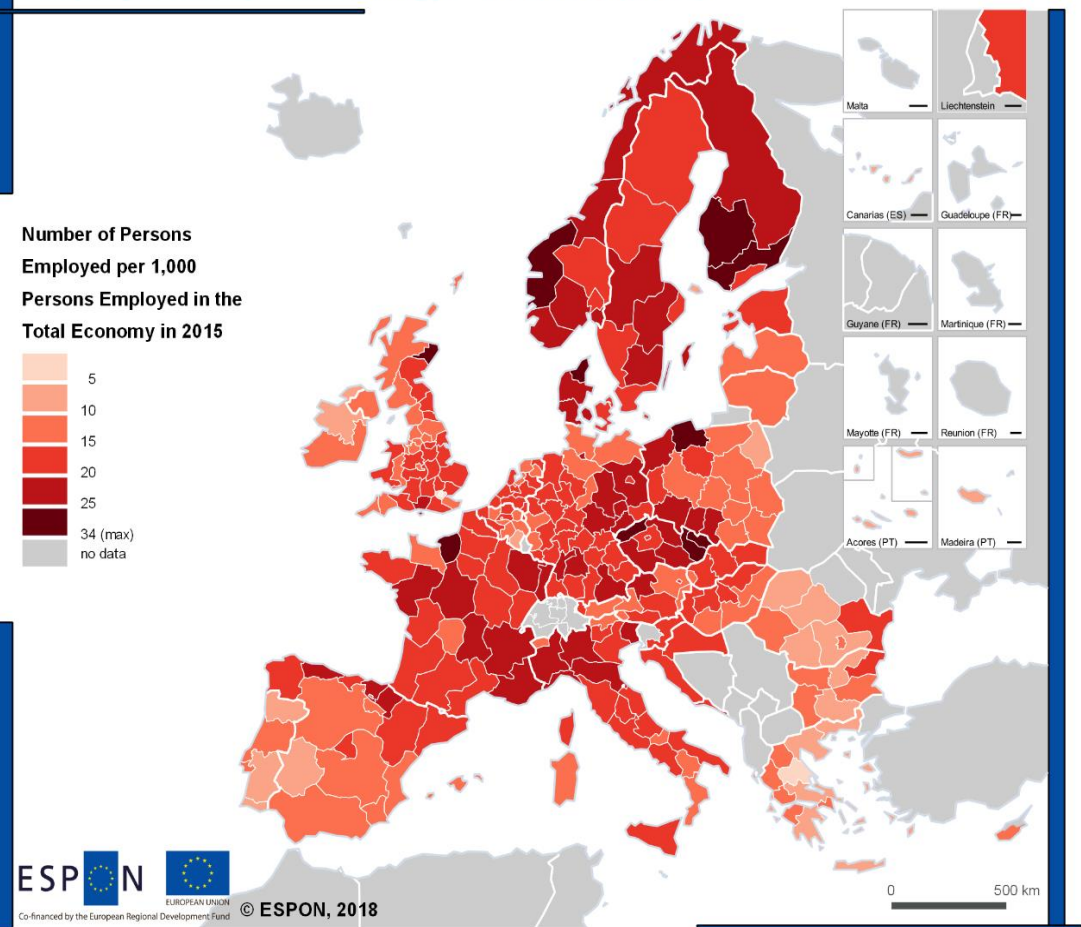 Malta
Liechtenstein
Canarias (ES)
Guadeloupe (FR)
Guyane (FR)
Martinique (FR)
Mayotte (FR)
Reunion (FR)
Acores (PT)
Madeira (PT)
Number of Persons
Employed per 1,000
Persons Employed in the
Total Economy in 2015
5
10
15
20
25
34 (max)
no data
ESPON
EUROPEAN UNION
Co-financed by the European Regional Development Fund
© ESPON, 2018
0 500 km